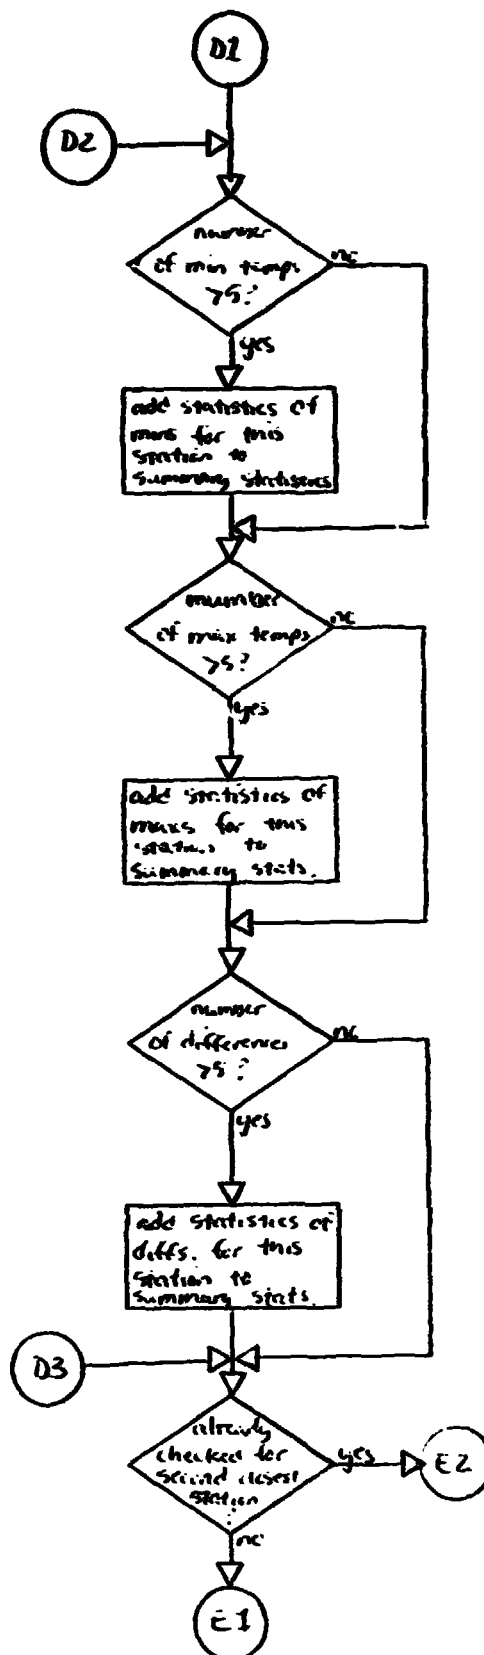 D1
D2
number
of min temps
>5?
no
yes
add statistics of
mins for this
station to
summary statistics
number
of max temps
>5?
no
yes
add statistics of
maxs for this
station to
summary stats.
number
of differences
>5?
no
yes
add statistics of
diffs. for this
station to
summary stats.
D3
already
checked for
second closest
station
yes
E2
no
E1